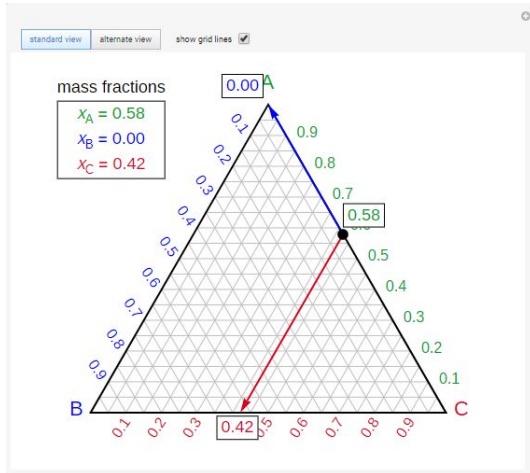 standard view alternate view show grid lines
mass fractions
xA = 0.58
xB = 0.00
xC = 0.42
0.00 A
0.1
0.2
0.3
0.4
0.5
0.6
0.7
0.8
0.9
0.9
0.8
0.7
0.58
0.5
0.4
0.3
0.2
0.1
B
C
0.1 0.2 0.3 0.42 0.6 0.7 0.8 0.9